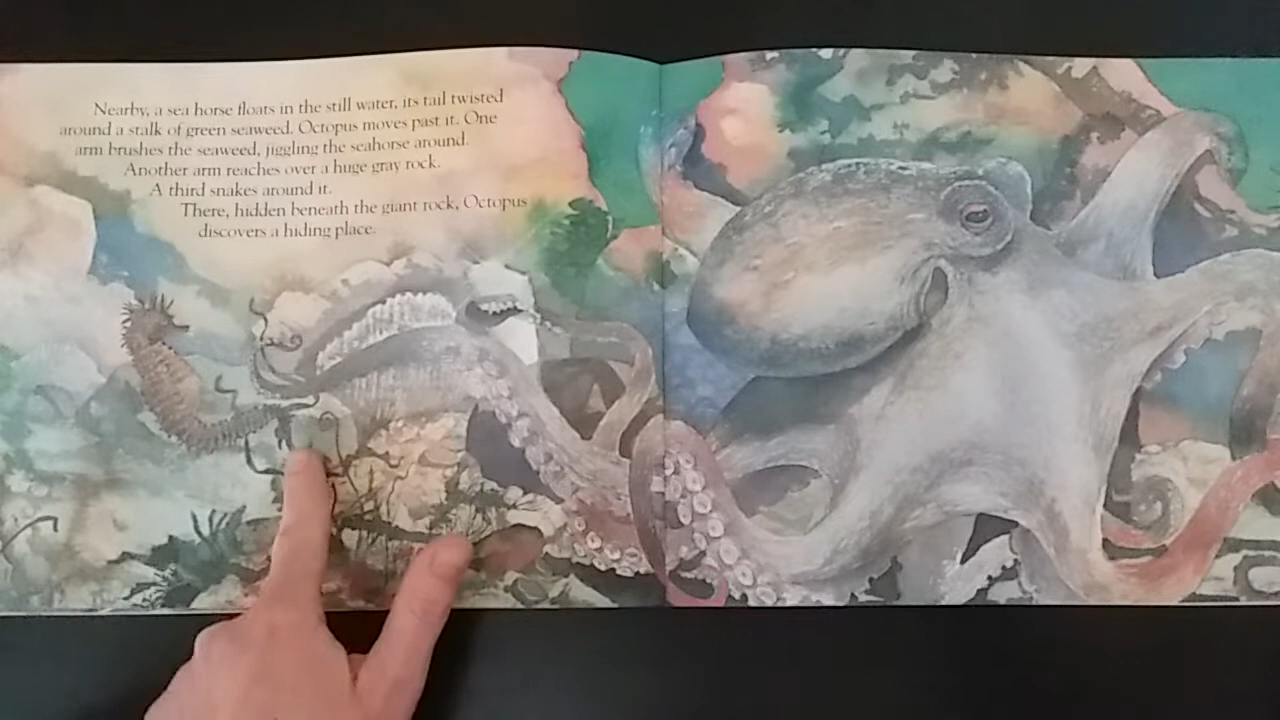 Nearby, a sea horse floats in the still water, its tail twisted
around a stalk of green seaweed. Octopus moves past it. One
arm brushes the seaweed, jiggling the seahorse around.
Another arm reaches over a huge gray rock.
A third snakes around it.
There, hidden beneath the giant rock, Octopus
discovers a hiding place.